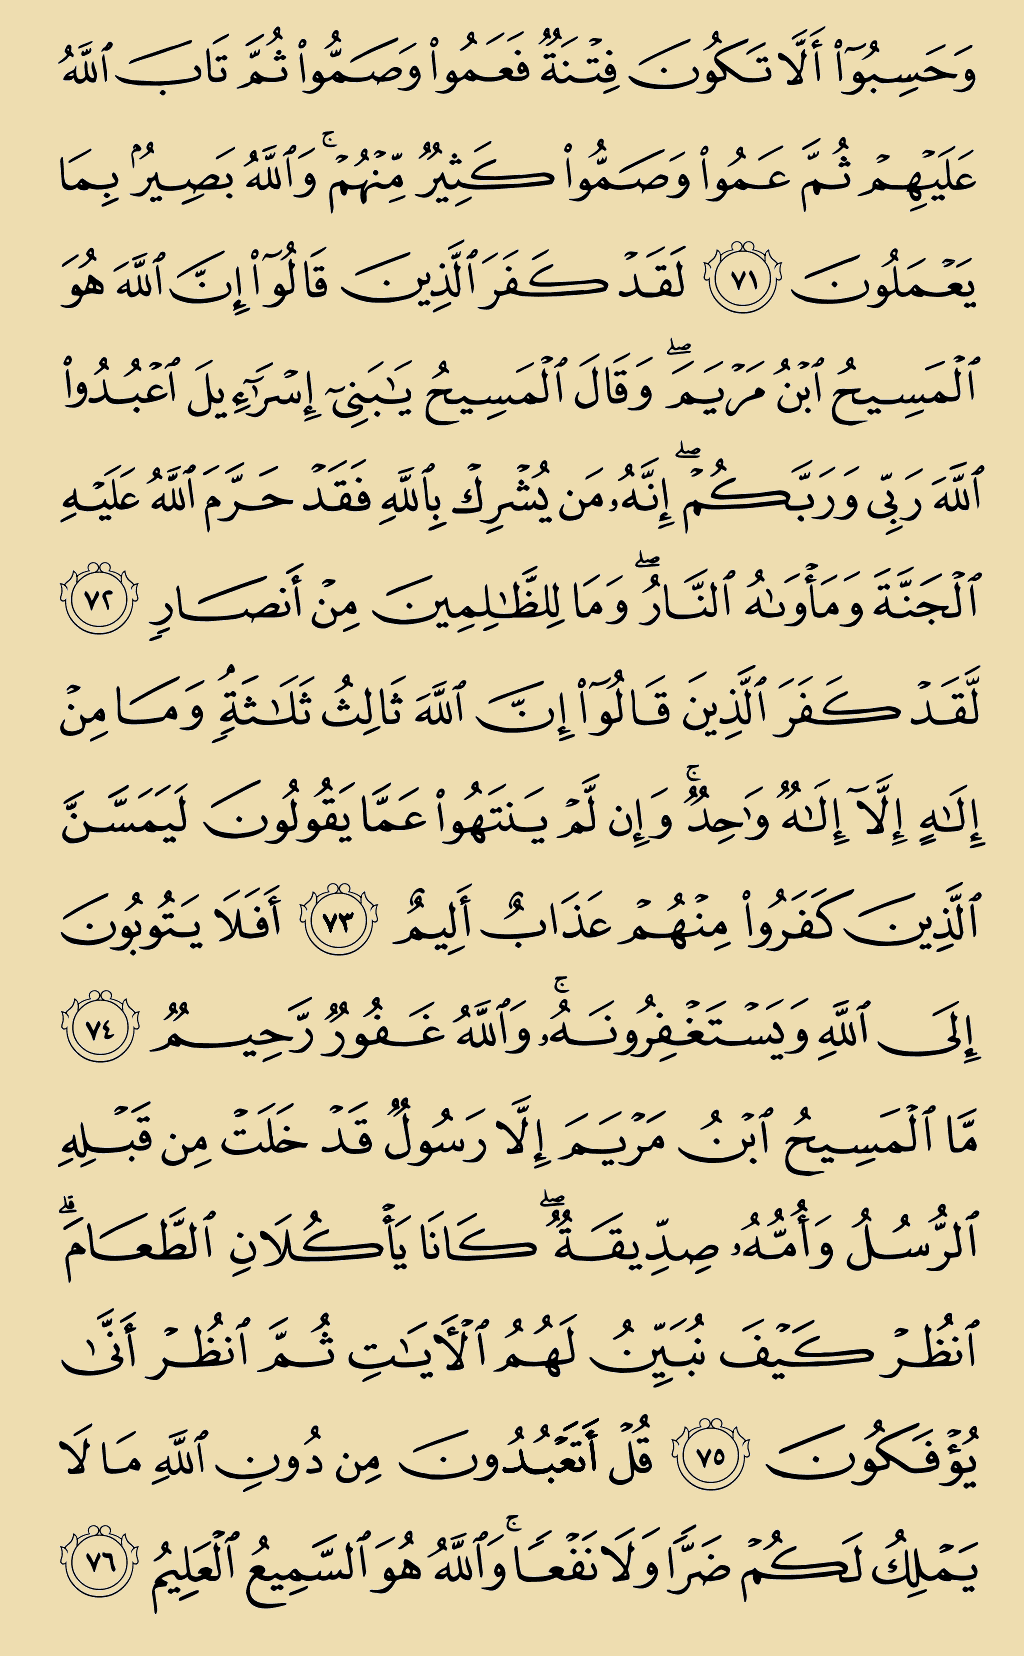 وَحَسِبُوٓا۟ أَلَّا تَكُونَ فِتْنَةٌ فَعَمُوا۟ وَصَمُّوا۟ ثُمَّ تَابَ ٱللَّهُ
عَلَيْهِمْ ثُمَّ عَمُوا۟ وَصَمُّوا۟ كَثِيرٌ مِّنْهُمْ ۚ وَٱللَّهُ بَصِيرٌۢ بِمَا
يَعْمَلُونَ ٧١ لَقَدْ كَفَرَ ٱلَّذِينَ قَالُوٓا۟ إِنَّ ٱللَّهَ هُوَ
ٱلْمَسِيحُ ٱبْنُ مَرْيَمَ ۖ وَقَالَ ٱلْمَسِيحُ يَـٰبَنِىٓ إِسْرَٰٓءِيلَ ٱعْبُدُوا۟
ٱللَّهَ رَبِّى وَرَبَّكُمْ ۖ إِنَّهُۥ مَن يُشْرِكْ بِٱللَّهِ فَقَدْ حَرَّمَ ٱللَّهُ عَلَيْهِ
ٱلْجَنَّةَ وَمَأْوَىٰهُ ٱلنَّارُ ۖ وَمَا لِلظَّـٰلِمِينَ مِنْ أَنصَارٍ ٧٢
لَّقَدْ كَفَرَ ٱلَّذِينَ قَالُوٓا۟ إِنَّ ٱللَّهَ ثَالِثُ ثَلَـٰثَةٍۘ وَمَا مِنْ
إِلَـٰهٍ إِلَّآ إِلَـٰهٌ وَٰحِدٌ ۚ وَإِن لَّمْ يَنتَهُوا۟ عَمَّا يَقُولُونَ لَيَمَسَّنَّ
ٱلَّذِينَ كَفَرُوا۟ مِنْهُمْ عَذَابٌ أَلِيمٌ ٧٣ أَفَلَا يَتُوبُونَ
إِلَى ٱللَّهِ وَيَسْتَغْفِرُونَهُۥ ۚ وَٱللَّهُ غَفُورٌ رَّحِيمٌ ٧٤
مَّا ٱلْمَسِيحُ ٱبْنُ مَرْيَمَ إِلَّا رَسُولٌ قَدْ خَلَتْ مِن قَبْلِهِ
ٱلرُّسُلُ وَأُمُّهُۥ صِدِّيقَةٌ ۖ كَانَا يَأْكُلَانِ ٱلطَّعَامَ ۗ
ٱنظُرْ كَيْفَ نُبَيِّنُ لَهُمُ ٱلْـَٔايَـٰتِ ثُمَّ ٱنظُرْ أَنَّىٰ
يُؤْفَكُونَ ٧٥ قُلْ أَتَعْبُدُونَ مِن دُونِ ٱللَّهِ مَا لَا
يَمْلِكُ لَكُمْ ضَرًّا وَلَا نَفْعًا ۚ وَٱللَّهُ هُوَ ٱلسَّمِيعُ ٱلْعَلِيمُ ٧٦